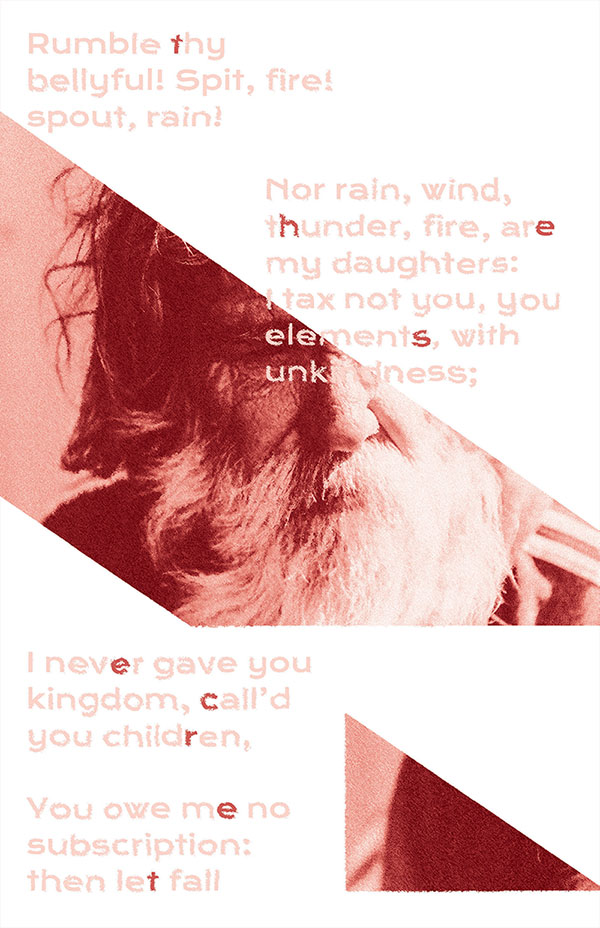 Rumble thy
bellyful! Spit, fire!
spout, rain!
Nor rain, wind,
thunder, fire, are
my daughters:
I tax not you, you
elements, with
unkindness;
I never gave you
kingdom, call'd
you children,
You owe me no
subscription:
then let fall